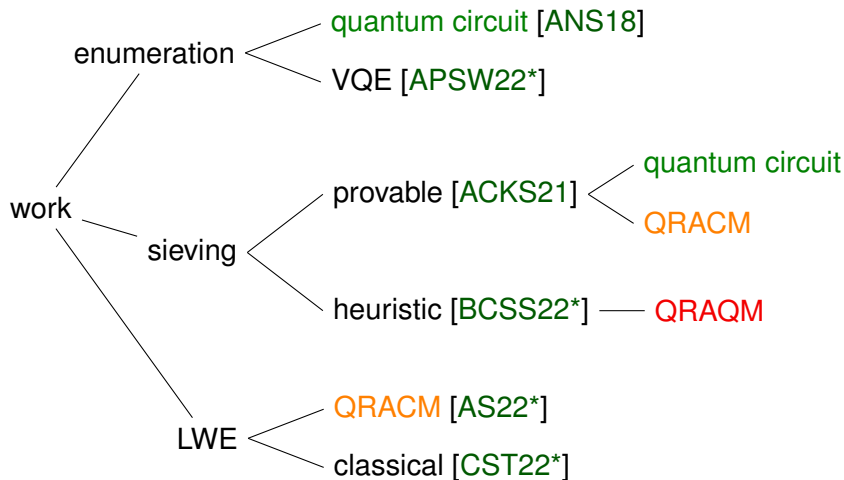 quantum circuit [ANS18]
enumeration
VQE [APSW22*]
quantum circuit
provable [ACKS21]
work
QRACM
sieving
heuristic [BCSS22*]
QRAQM
QRACM [AS22*]
LWE
classical [CST22*]